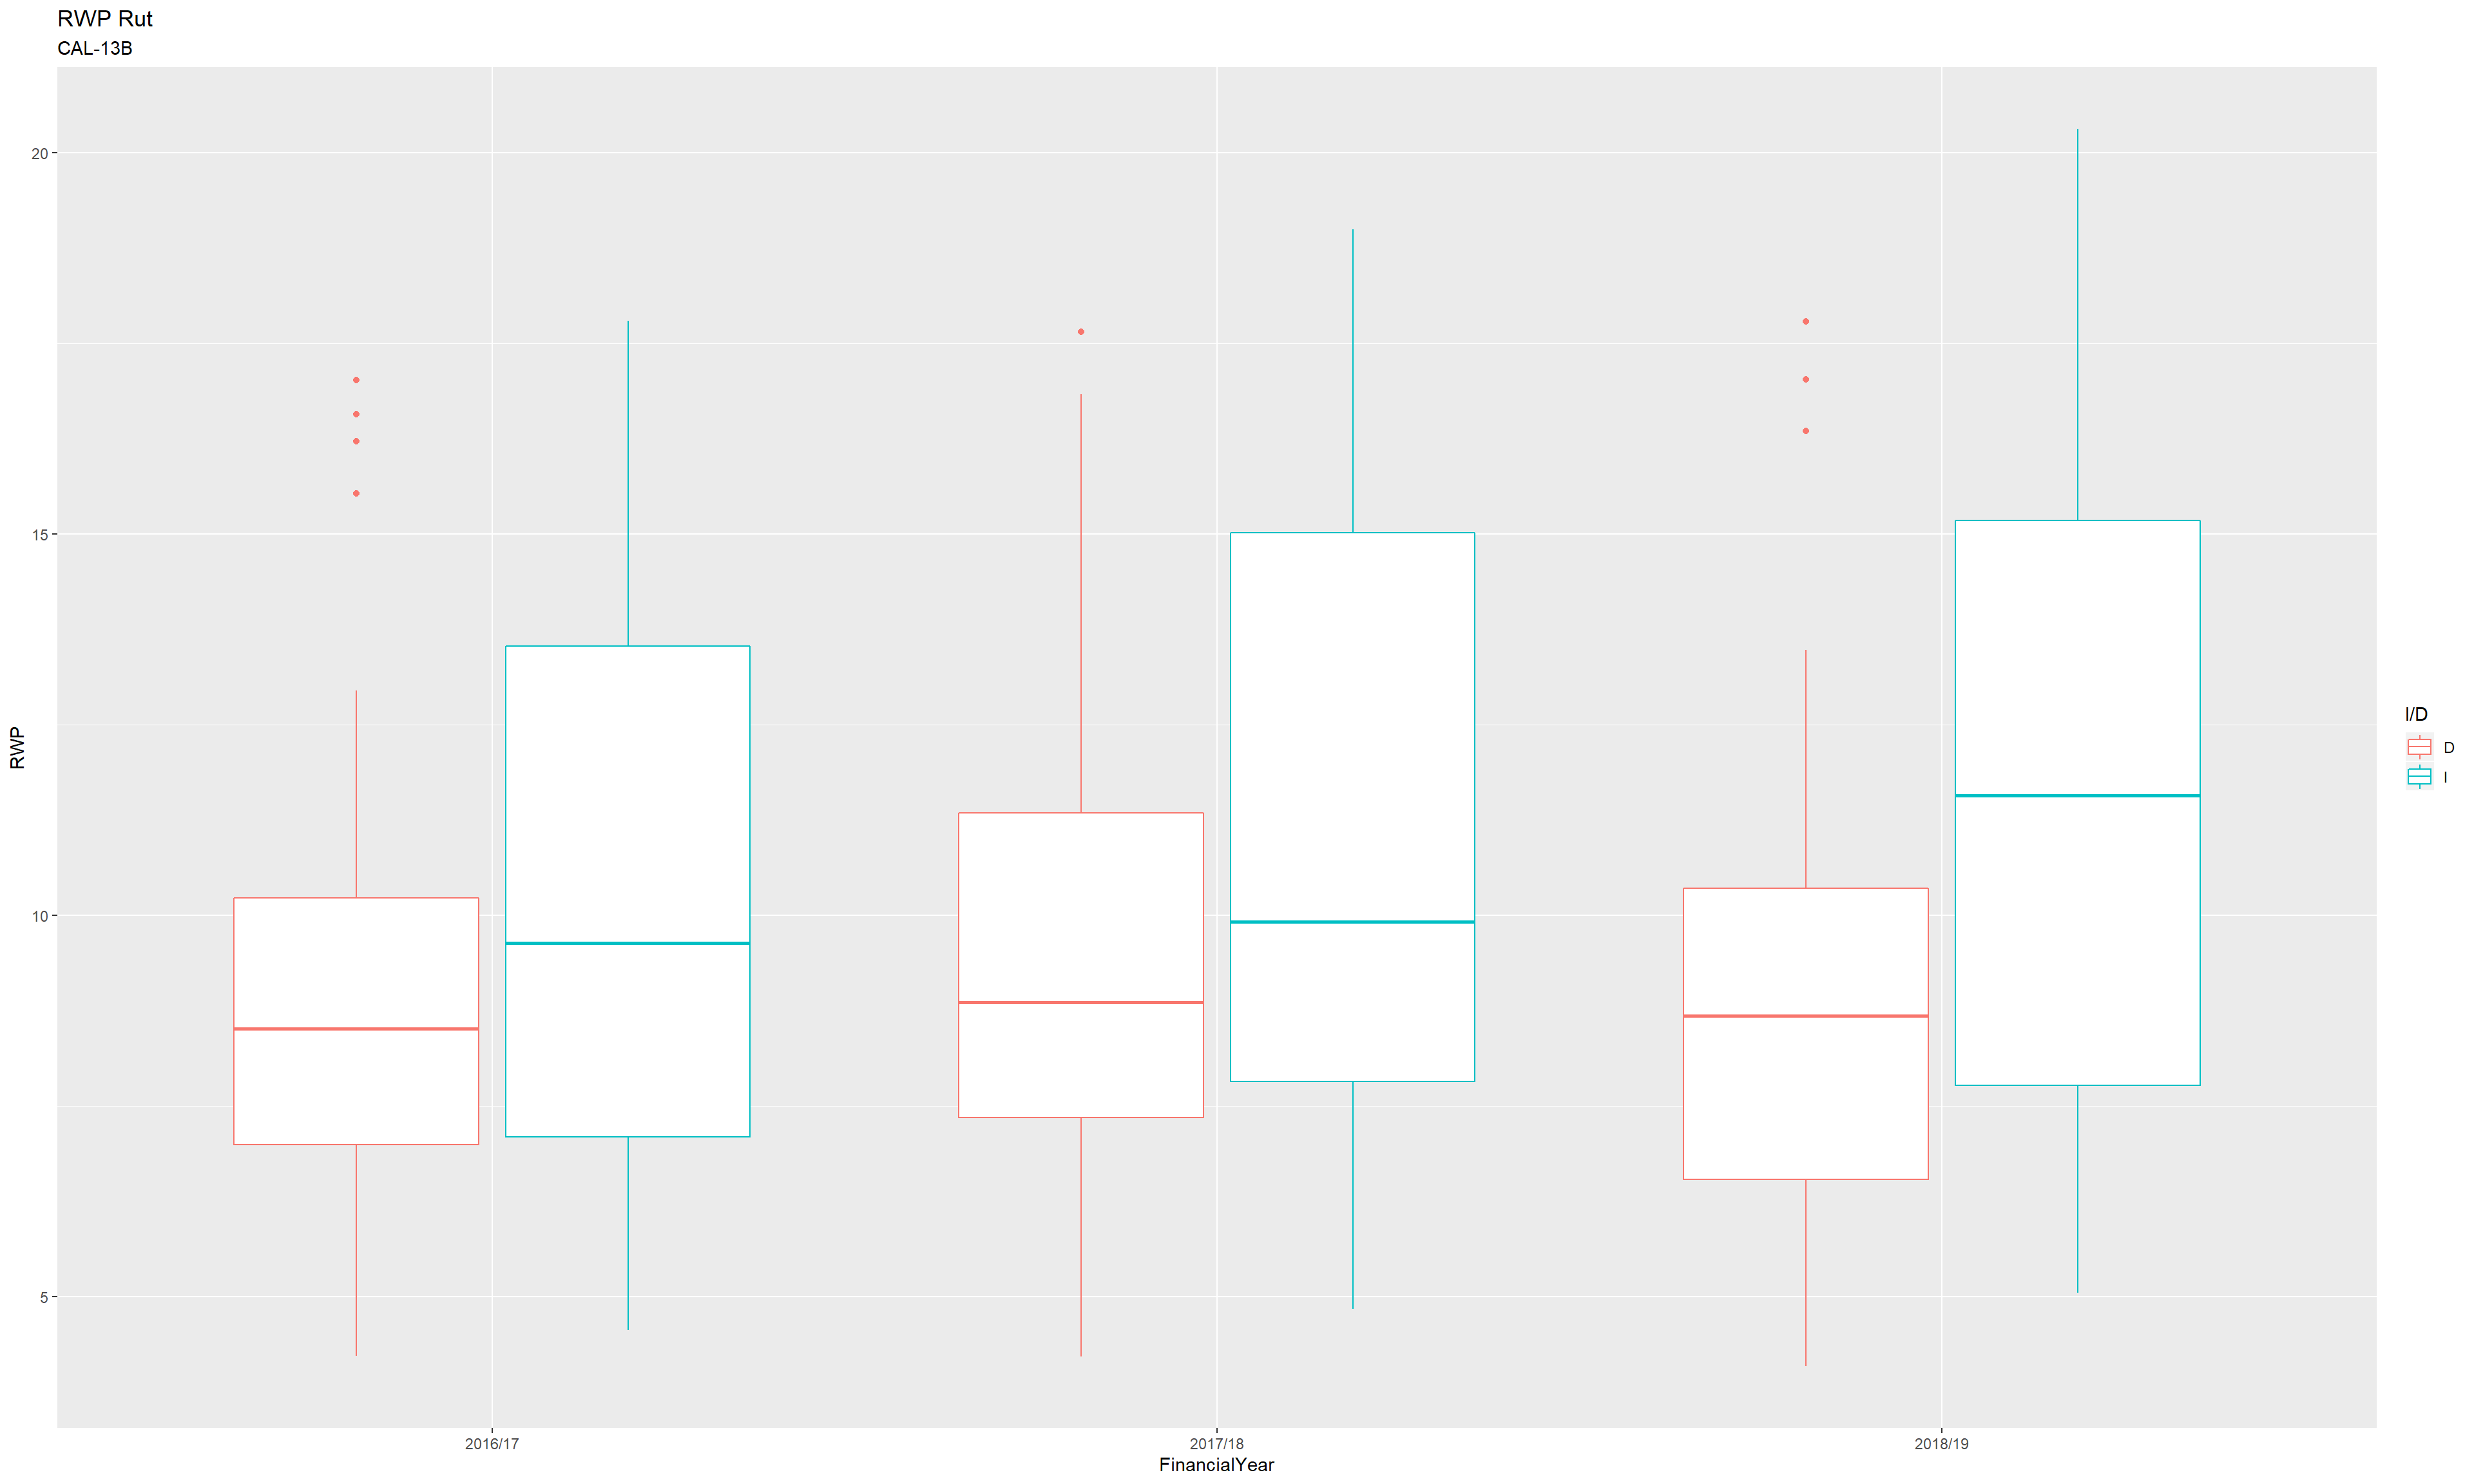 RWP Rut
CAL-13B
RWP
20
15
10
5
2016/17
2017/18
2018/19
FinancialYear
I/D
D
I